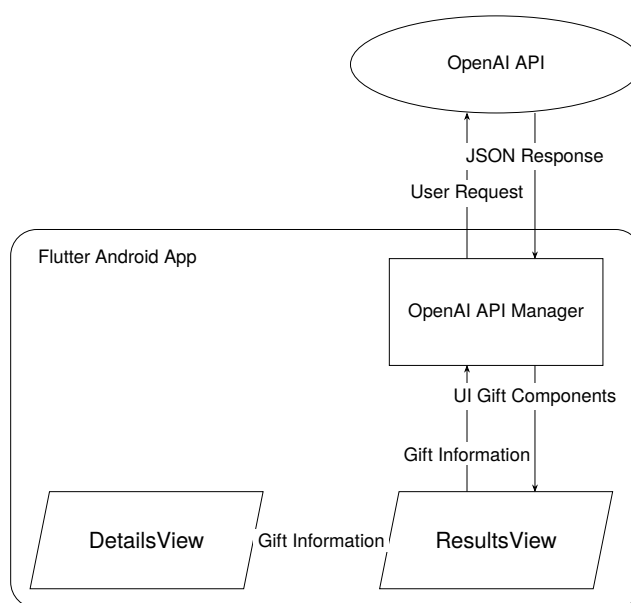 OpenAI API
JSON Response
User Request
Flutter Android App
OpenAI API Manager
UI Gift Components
Gift Information
DetailsView
Gift Information
ResultsView